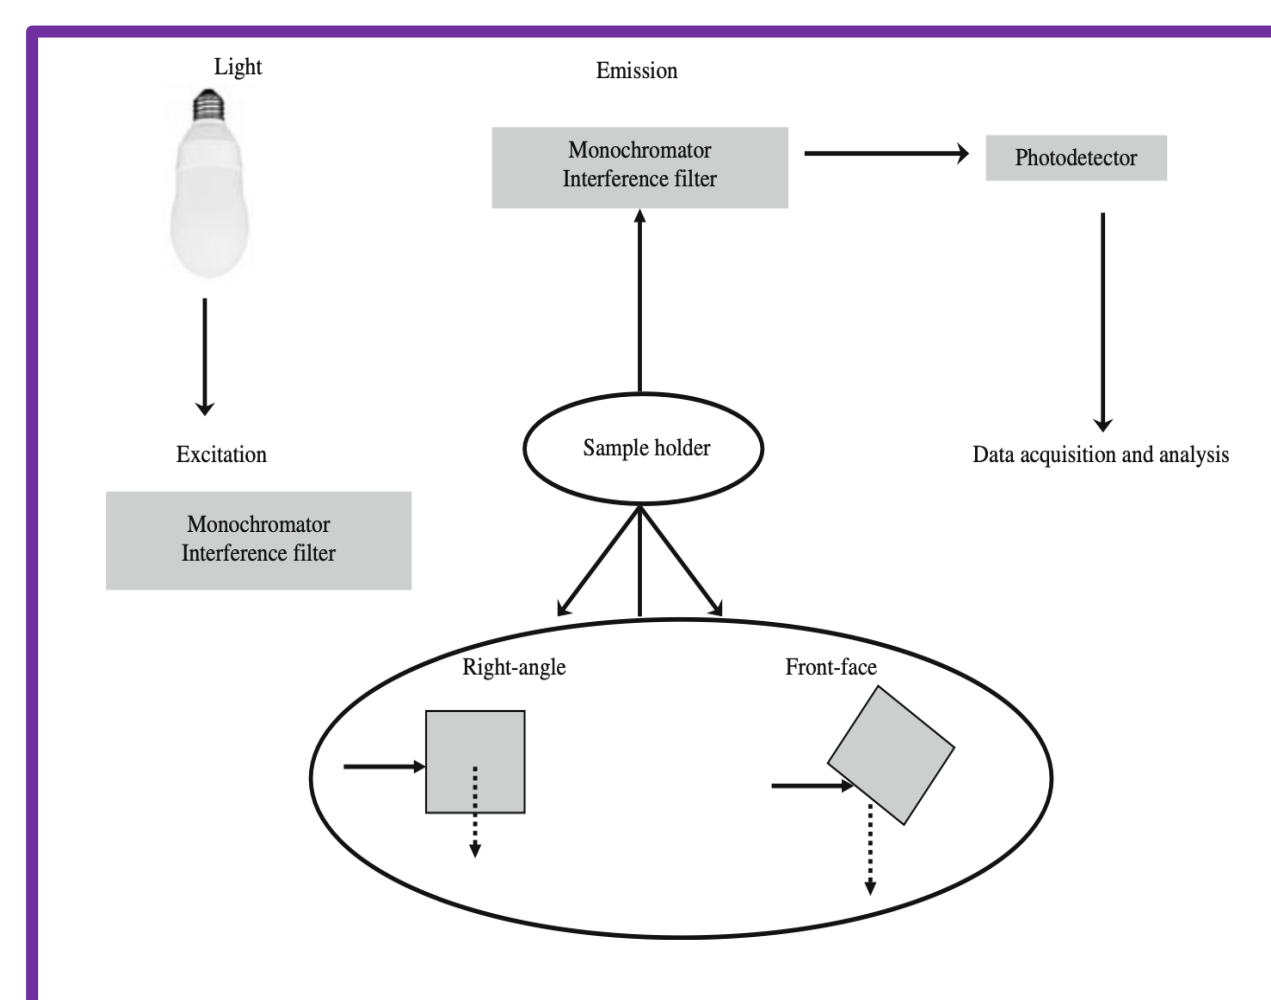 Light
Emission
Monochromator
Interference filter
Photodetector
Excitation
Sample holder
Data acquisition and analysis
Monochromator
Interference filter
Right-angle
Front-face